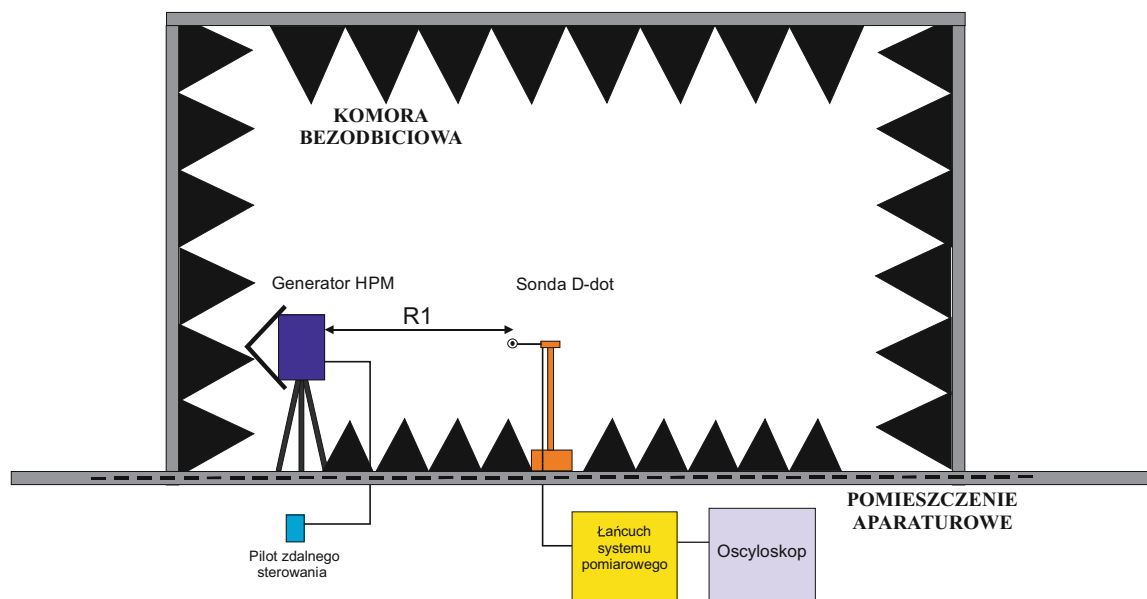 KOMORA
BEZODBICIOWA
Generator HPM
Sonda D-dot
R1
POMIESZCZENIE
APARATUROWE
Pilot zdalnego
sterowania
Łańcuch
systemu
pomiarowego
Oscyloskop